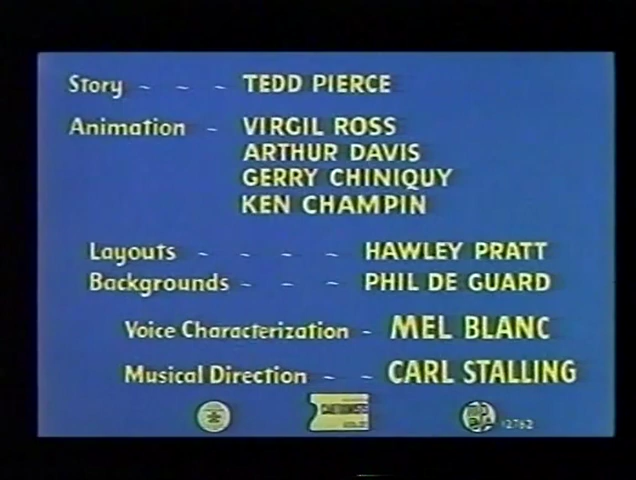 Story ~ ~ ~ TEDD PIERCE
Animation ~ VIRGIL ROSS
ARTHUR DAVIS
GERRY CHINIQUY
KEN CHAMPIN
Layouts ~ ~ ~ ~ HAWLEY PRATT
Backgrounds ~ ~ ~ PHIL DE GUARD
Voice Characterization ~ MEL BLANC
Musical Direction ~ ~ CARL STALLING
12762